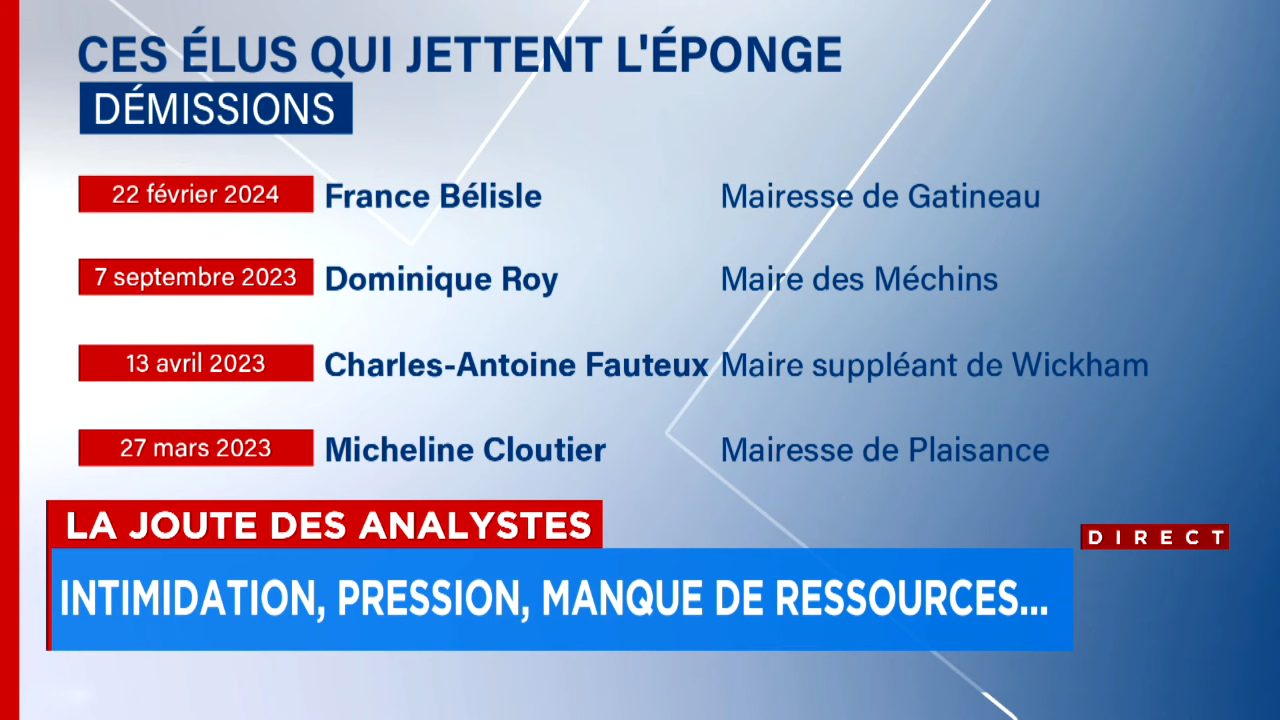 CES ÉLUS QUI JETTENT L'ÉPONGE
DÉMISSIONS
22 février 2024 France Bélisle Mairesse de Gatineau
7 septembre 2023 Dominique Roy Maire des Méchins
13 avril 2023 Charles-Antoine Fauteux Maire suppléant de Wickham
27 mars 2023 Micheline Cloutier Mairesse de Plaisance
LA JOUTE DES ANALYSTES
DIRECT
INTIMIDATION, PRESSION, MANQUE DE RESSOURCES...